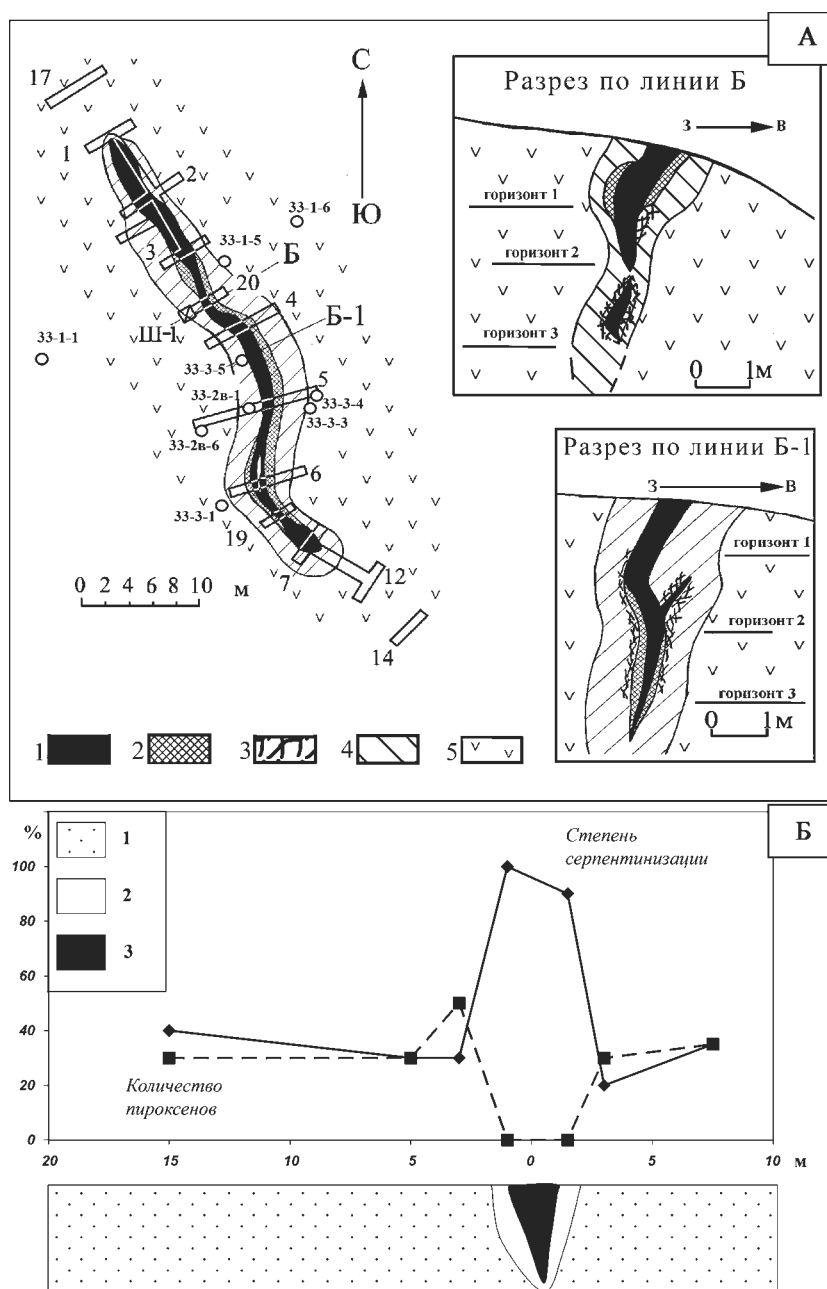 А
17
С
1
2
33-1-6
Ю
3
33-1-5
Б
20
4
Ш-1
Б-1
33-1-1
33-3-5
5
33-2в-1
33-3-4
33-3-3
33-2в-6
6
33-3-1
19
7
12
14
0 2 4 6 8 10 м
Разрез по линии Б
З
В
горизонт 1
горизонт 2
горизонт 3
0 1м
Разрез по линии Б-1
З
В
горизонт 1
горизонт 2
горизонт 3
0 1м
1
2
3
4
5
Б
%
1
2
3
Степень
серпентинизации
100
80
60
40
20
0
Количество
пироксенов
20 15 10 5 0 5 10 м